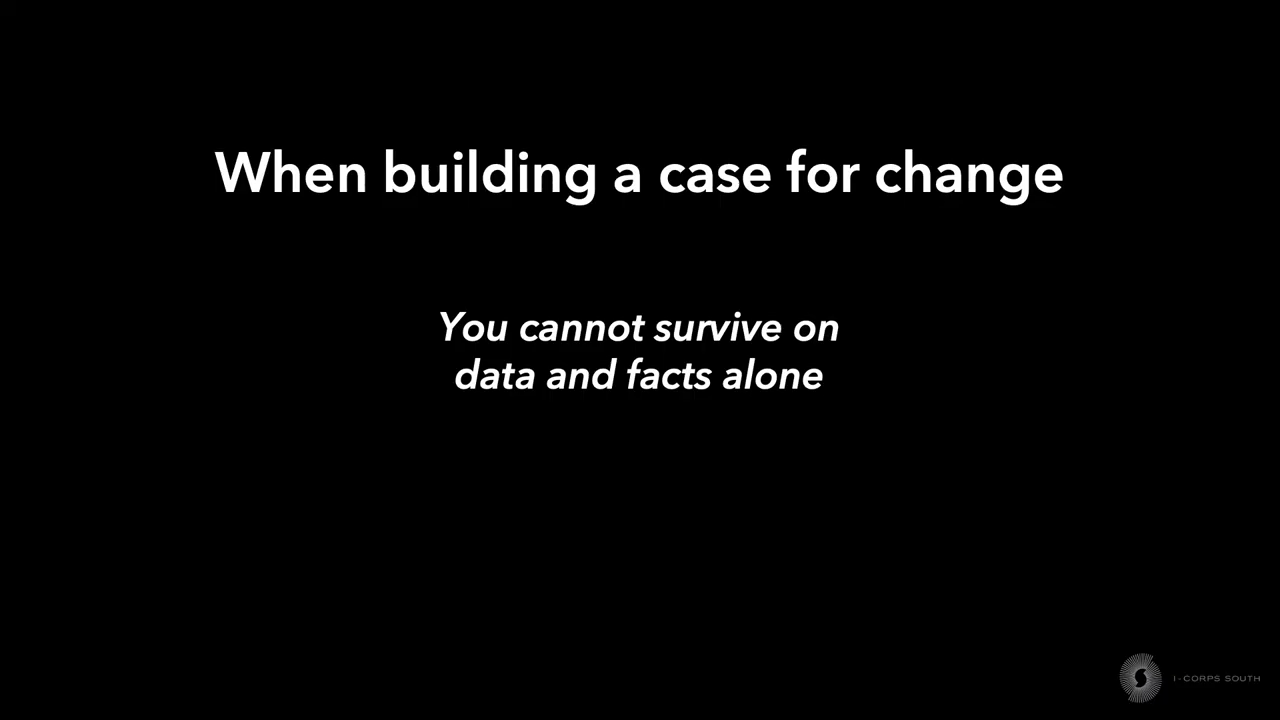 When building a case for change
You cannot survive on
data and facts alone
I-CORPS SOUTH